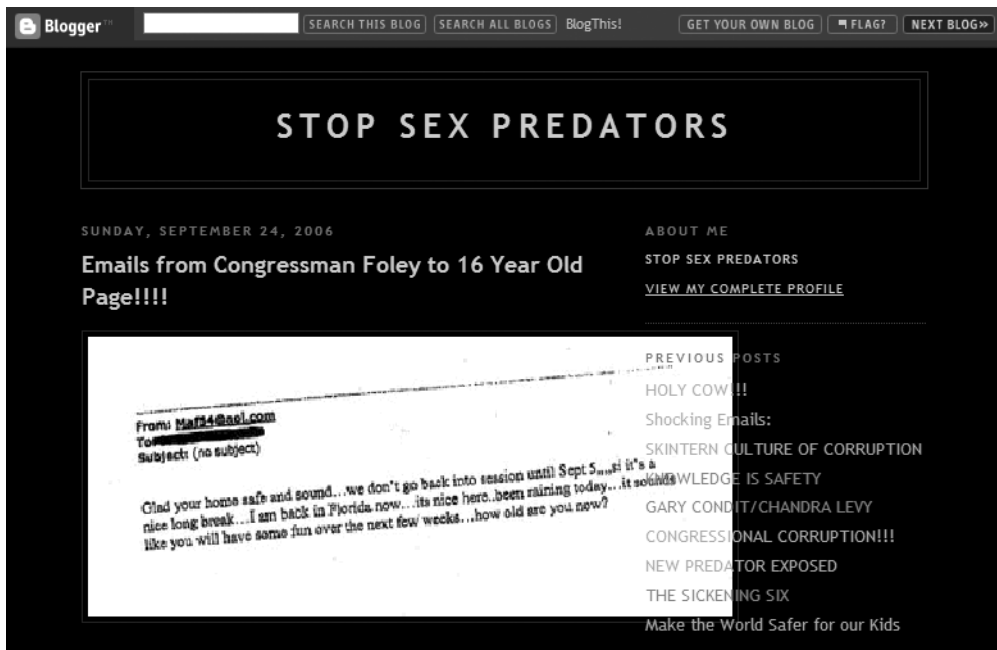 Blogger™ SEARCH THIS BLOG SEARCH ALL BLOGS BlogThis! GET YOUR OWN BLOG FLAG? NEXT BLOG»
STOP SEX PREDATORS
SUNDAY, SEPTEMBER 24, 2006
Emails from Congressman Foley to 16 Year Old
Page!!!!
From: Maf54@aol.com
To:
Subject: (no subject)
Glad your home safe and sound...we don't go back into session until Sept 5,,,,si it's a
nice long break...I am back in Florida now...its nice here..been raining today...it sounds
like you will have some fun over the next few weeks...how old are you now?
ABOUT ME
STOP SEX PREDATORS
VIEW MY COMPLETE PROFILE
PREVIOUS POSTS
HOLY COW!!!
Shocking Emails:
SKINTERN CULTURE OF CORRUPTION
KNOWLEDGE IS SAFETY
GARY CONDIT/CHANDRA LEVY
CONGRESSIONAL CORRUPTION!!!
NEW PREDATOR EXPOSED
THE SICKENING SIX
Make the World Safer for our Kids